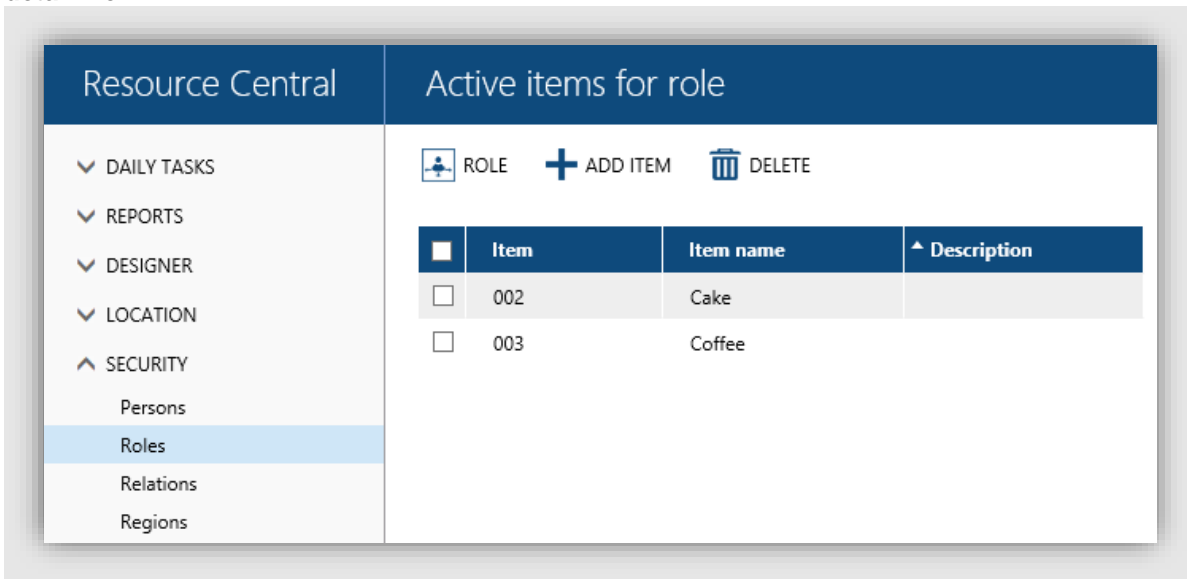 Resource Central
Active items for role
DAILY TASKS
REPORTS
DESIGNER
LOCATION
SECURITY
Persons
Roles
Relations
Regions
ROLE ADD ITEM DELETE
Item Item name Description
002 Cake
003 Coffee